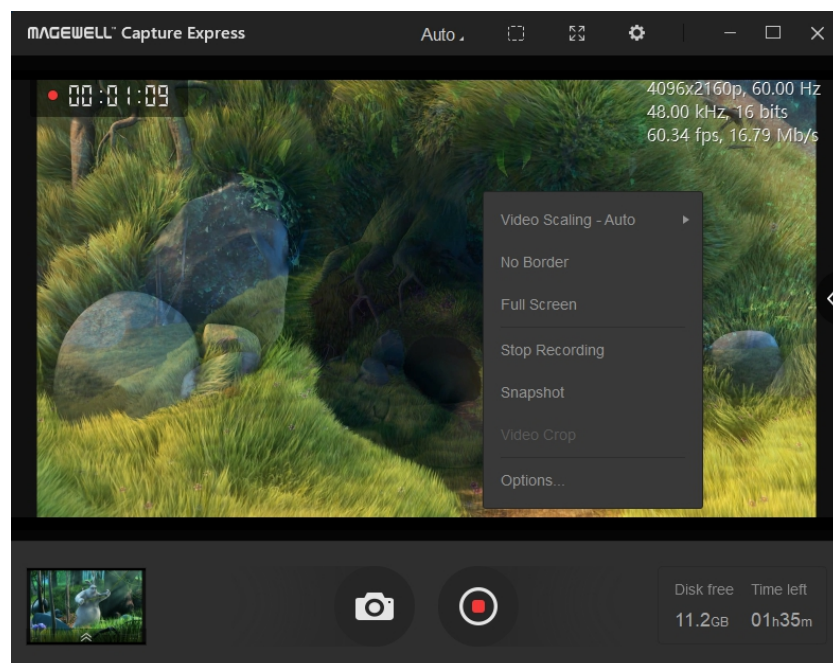 MAGEWELL™ Capture Express
Auto
00:01:09
4096x2160p, 60.00 Hz
48.00 kHz, 16 bits
60.34 fps, 16.79 Mb/s
Video Scaling - Auto
No Border
Full Screen
Stop Recording
Snapshot
Video Crop
Options...
Disk free Time left
11.2GB 01h35m